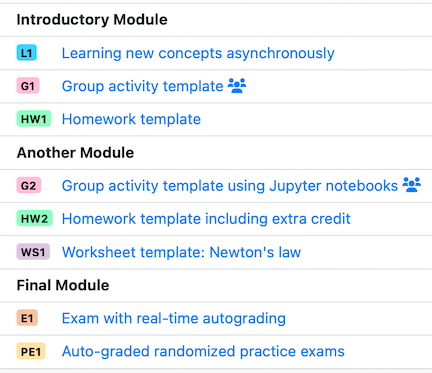 Introductory Module
L1 Learning new concepts asynchronously
G1 Group activity template
HW1 Homework template
Another Module
G2 Group activity template using Jupyter notebooks
HW2 Homework template including extra credit
WS1 Worksheet template: Newton's law
Final Module
E1 Exam with real-time autograding
PE1 Auto-graded randomized practice exams